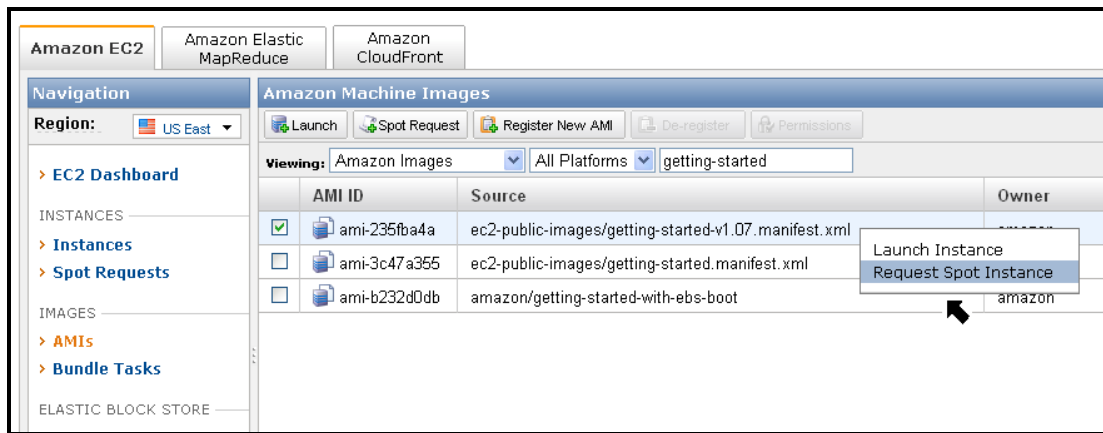 Amazon EC2
Amazon Elastic
MapReduce
Amazon
CloudFront
Navigation
Region: US East
> EC2 Dashboard
INSTANCES
> Instances
> Spot Requests
IMAGES
> AMIs
> Bundle Tasks
ELASTIC BLOCK STORE
Amazon Machine Images
Launch Spot Request Register New AMI De-register Permissions
Viewing: Amazon Images All Platforms getting-started
AMI ID Source Owner
ami-235fba4a ec2-public-images/getting-started-v1.07.manifest.xml
ami-3c47a355 ec2-public-images/getting-started.manifest.xml
ami-b232d0db amazon/getting-started-with-ebs-boot amazon
Launch Instance
Request Spot Instance